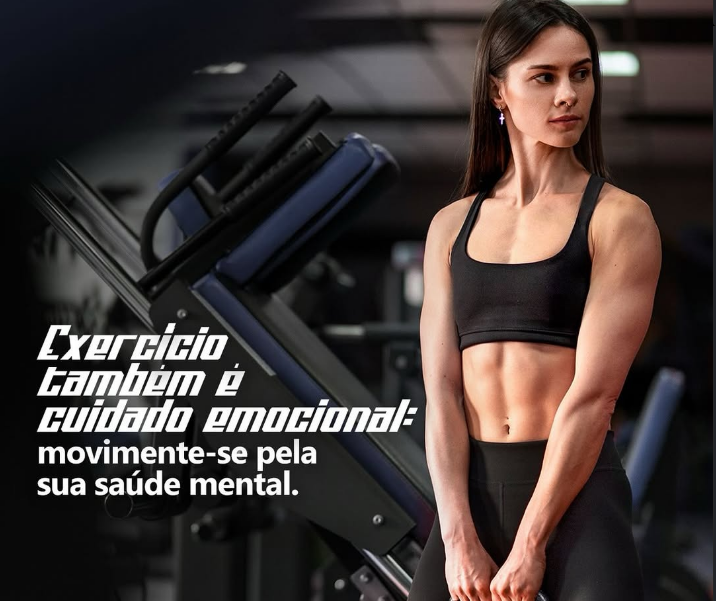 Exercício
também é
cuidado emocional:
movimente-se pela
sua saúde mental.